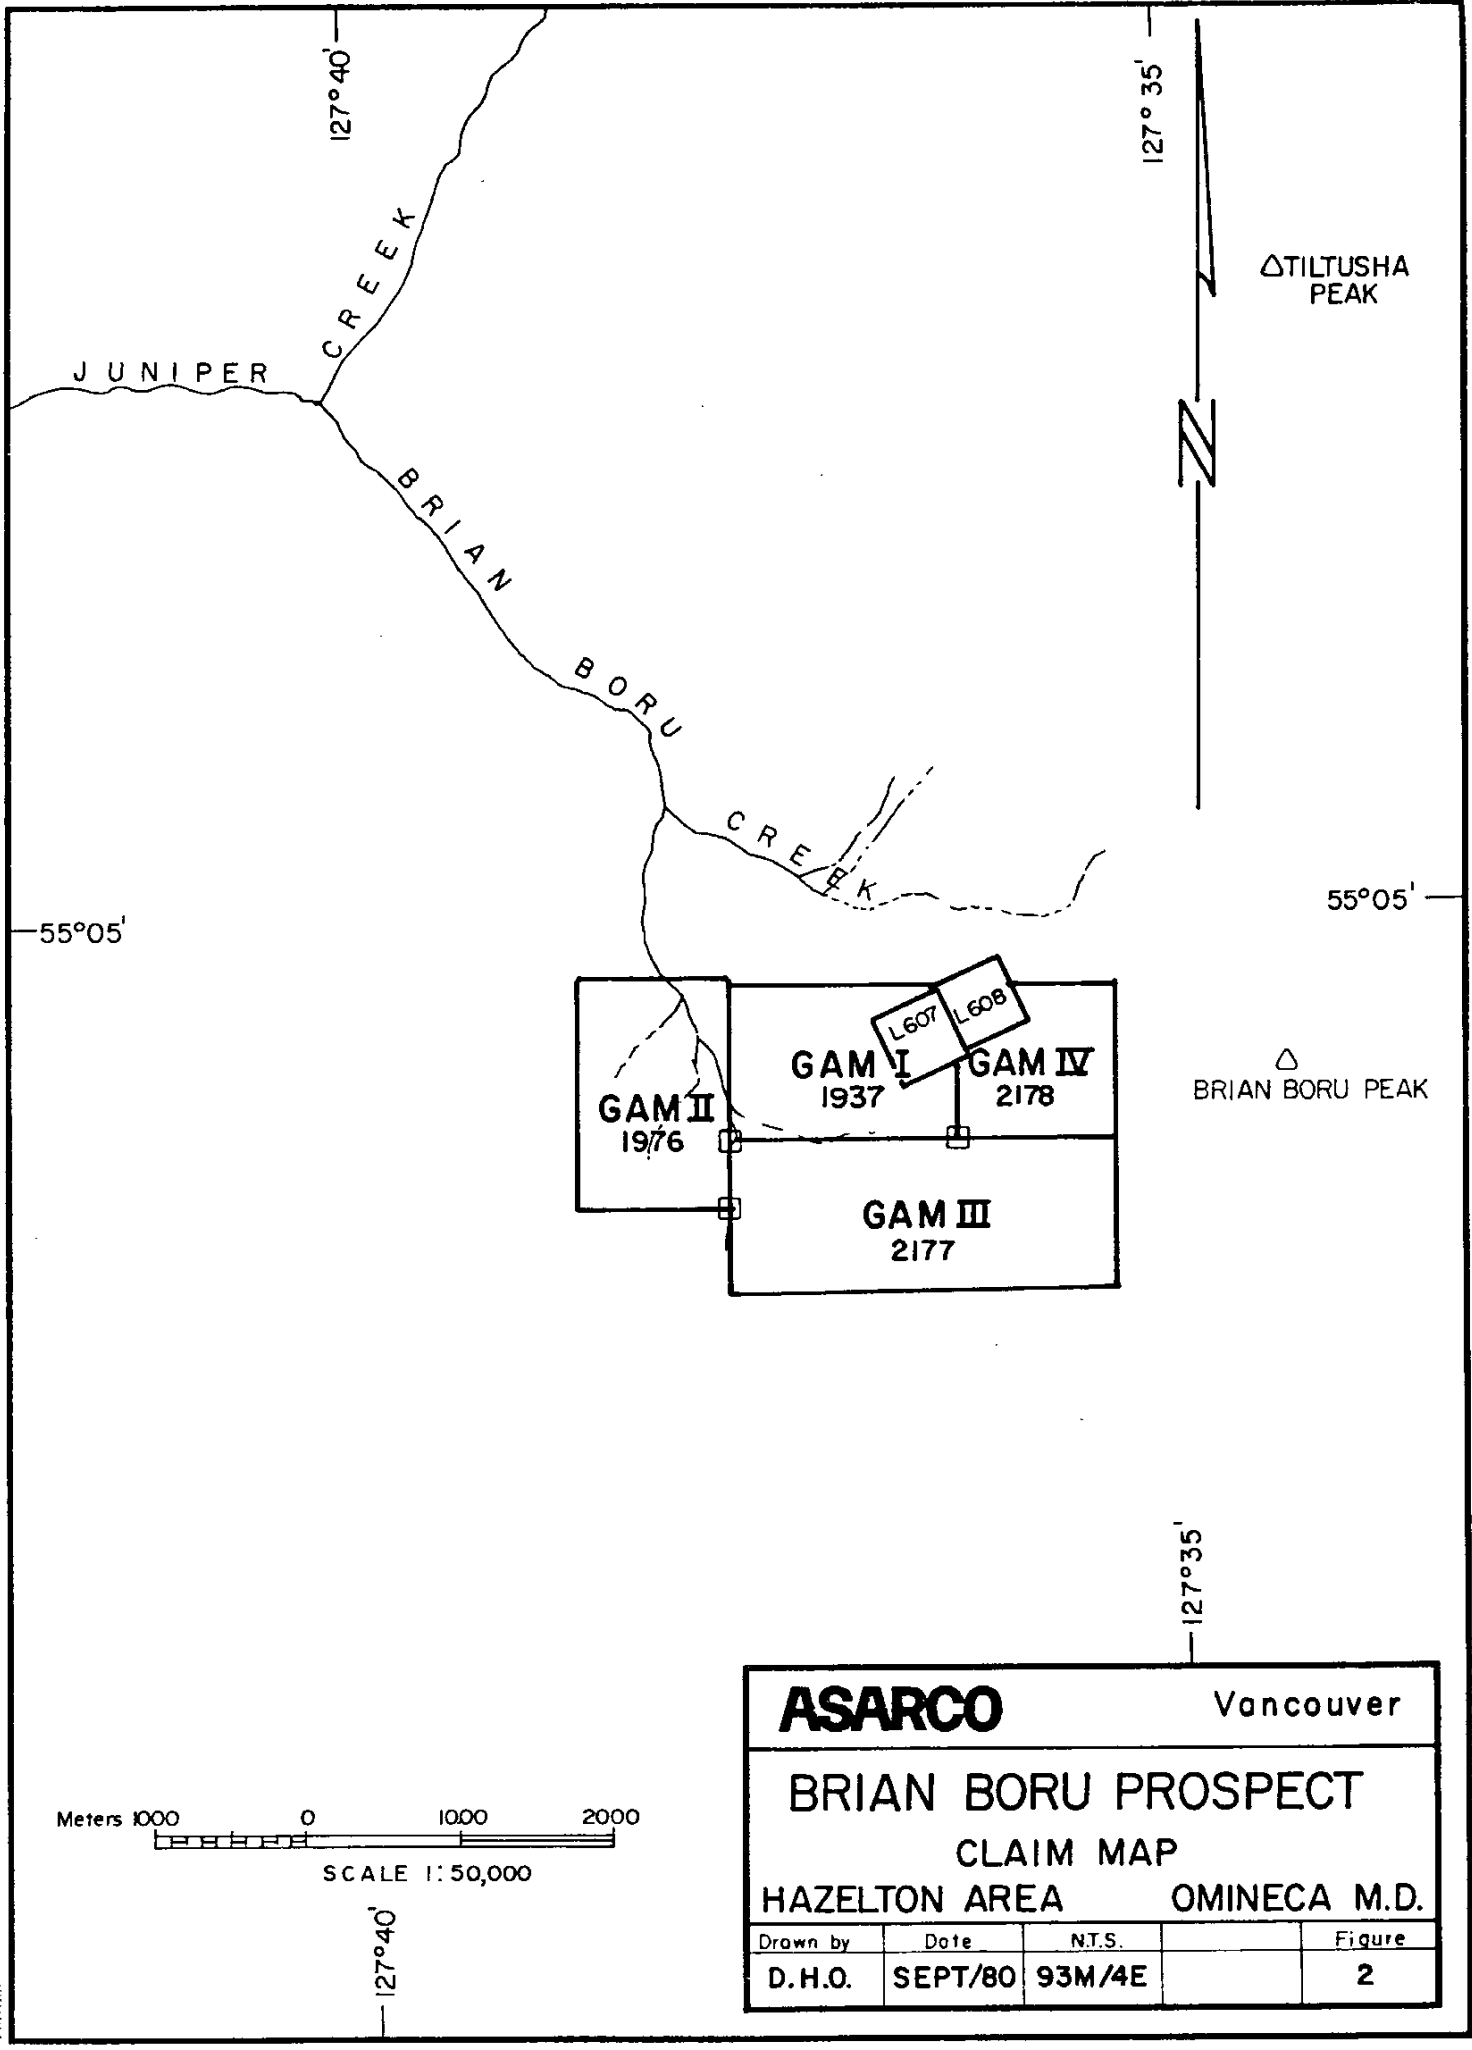 127°40'
127°35'
CREEK
TILTUSHA
PEAK
JUNIPER
N
BRIAN
BORU
CREEK
55°05'
55°05'
L607
L608
GAM I
1937
GAM IV
2178
BRIAN BORU PEAK
GAM II
1976
GAM III
2177
127°35'
ASARCO Vancouver
BRIAN BORU PROSPECT
CLAIM MAP
HAZELTON AREA OMINECA M.D.
Meters 1000 0 1000 2000
SCALE 1:50,000
127°40'
Drawn by Date N.T.S. Figure
D.H.O. SEPT/80 93M/4E 2